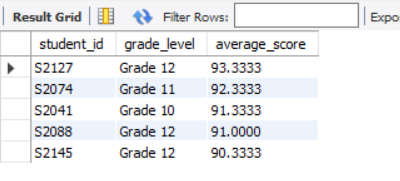 Result Grid Filter Rows: Expo
student_id grade_level average_score
S2127 Grade 12 93.3333
S2074 Grade 11 92.3333
S2041 Grade 10 91.3333
S2088 Grade 12 91.0000
S2145 Grade 12 90.3333